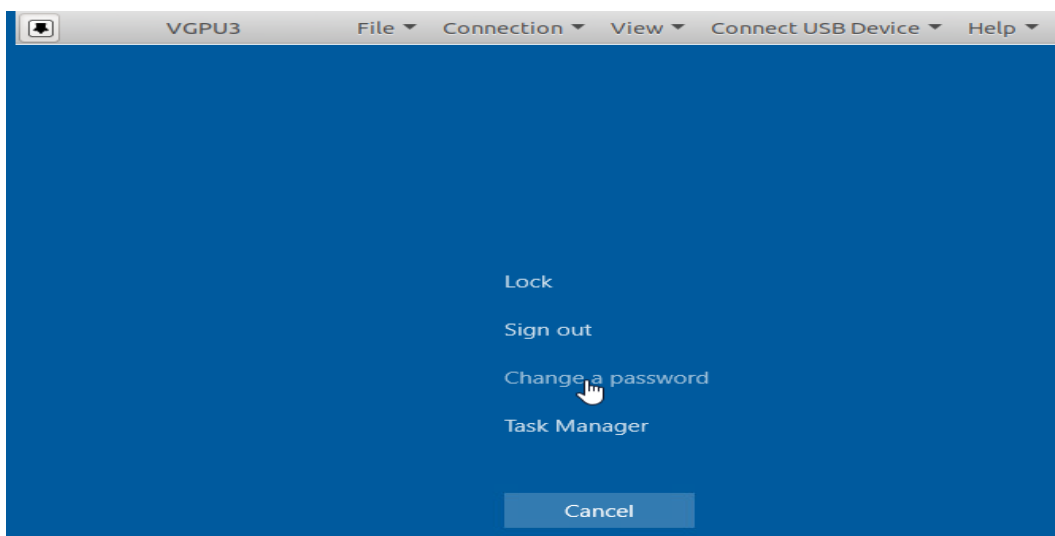 VGPU3 File Connection View Connect USB Device Help
Lock
Sign out
Change a password
Task Manager
Cancel